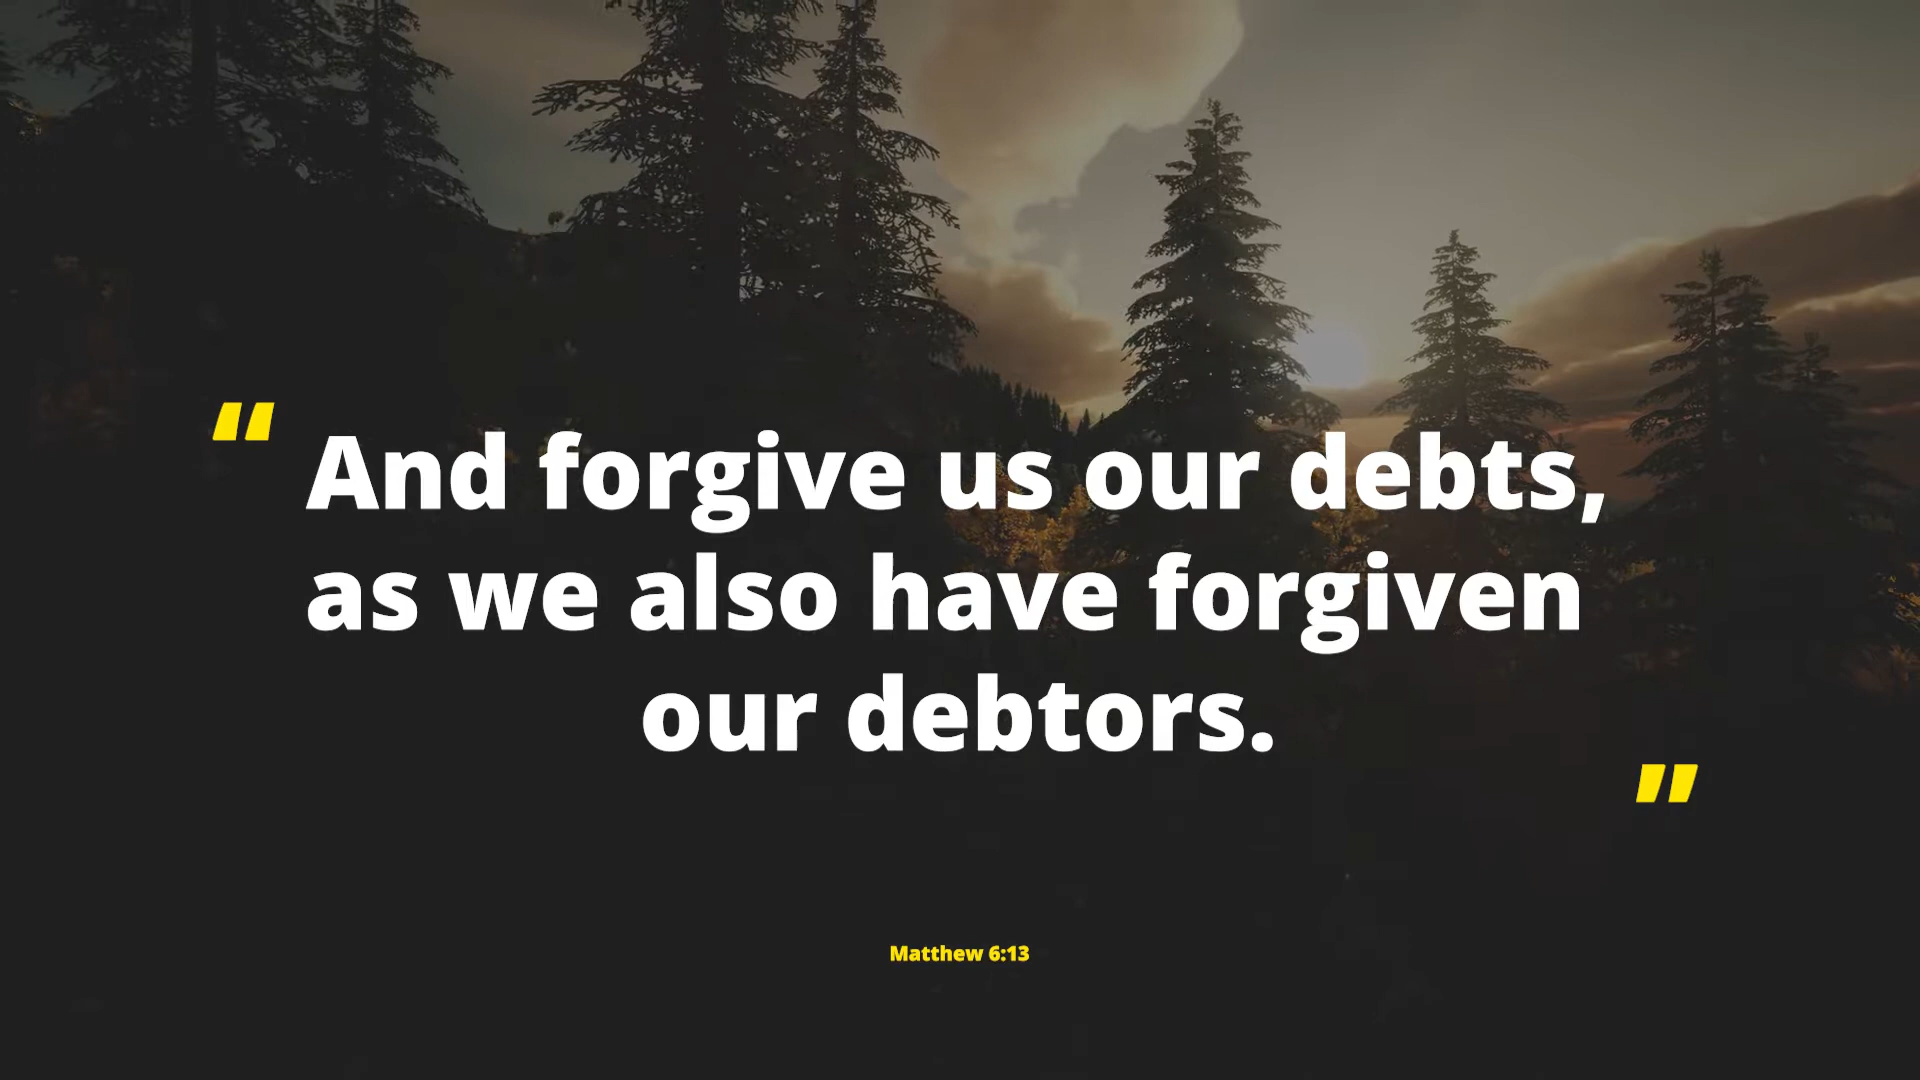 “ And forgive us our debts,
as we also have forgiven
our debtors. ”
Matthew 6:13